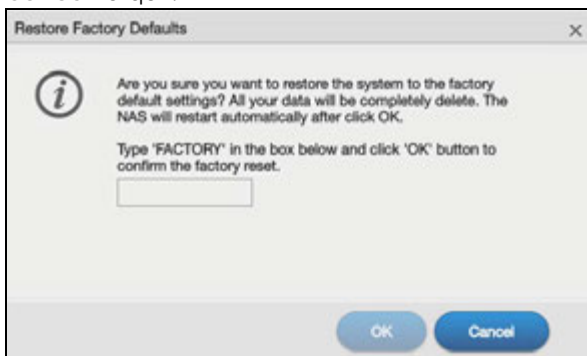 Restore Factory Defaults
Are you sure you want to restore the system to the factory
default settings? All your data will be completely delete. The
NAS will restart automatically after click OK.
Type 'FACTORY' in the box below and click 'OK' button to
confirm the factory reset.
OK
Cancel